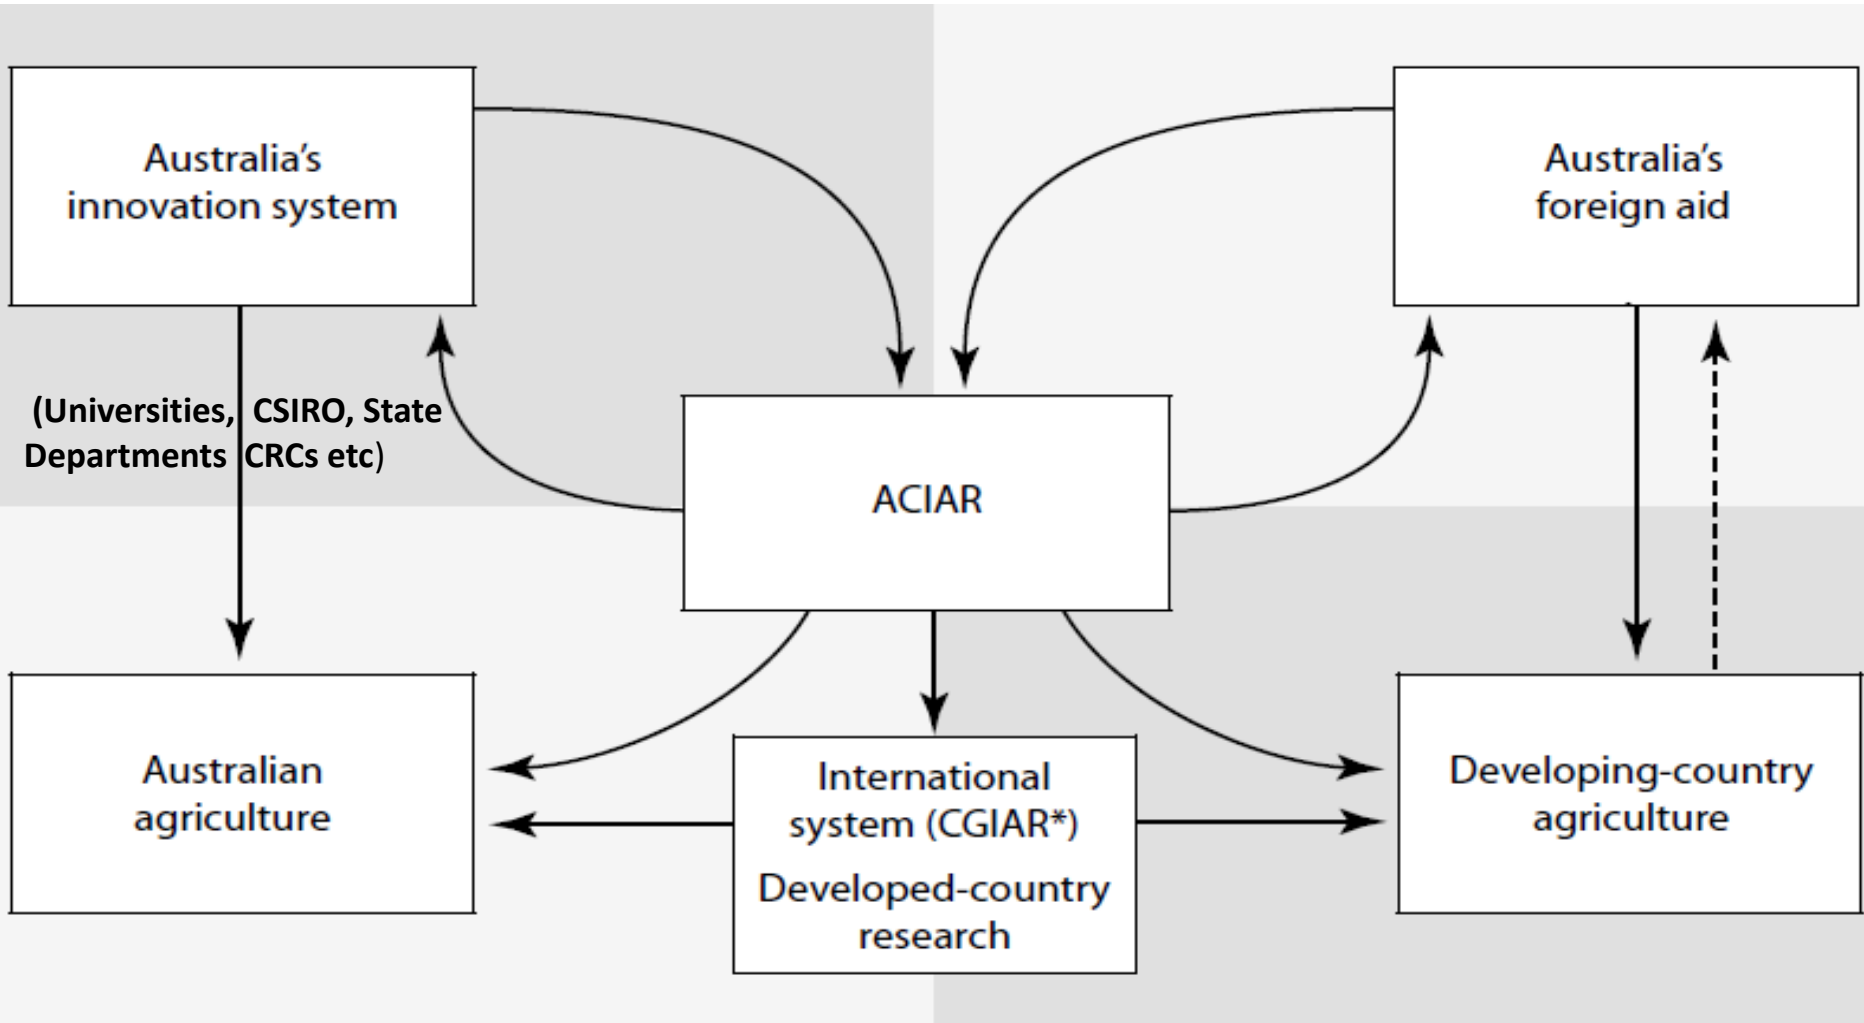 Australia’s
innovation system
Australia’s
foreign aid
(Universities, CSIRO, State
Departments CRCs etc)
ACIAR
Australian
agriculture
International
system (CGIAR*)
Developed-country
research
Developing-country
agriculture